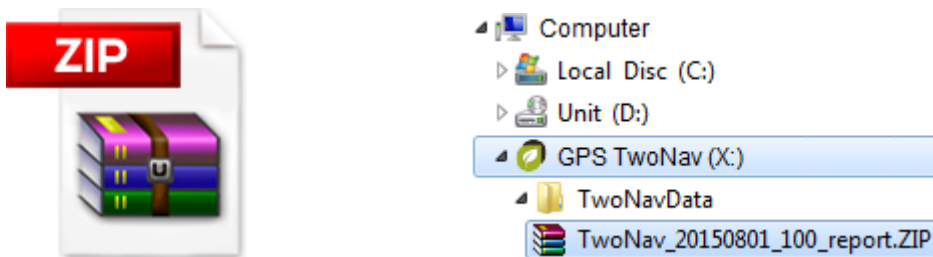 ZIP
Computer
Local Disc (C:)
Unit (D:)
GPS TwoNav (X:)
TwoNavData
TwoNav_20150801_100_report.ZIP